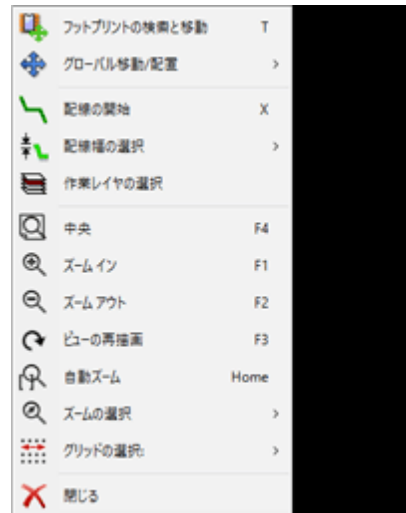 フットプリントの検索と移動 T
グローバル移動/配置 >
配線の開始 X
配線幅の選択 >
作業レイヤの選択
中央 F4
ズーム イン F1
ズーム アウト F2
ビューの再描画 F3
自動ズーム Home
ズームの選択 >
グリッドの選択: >
閉じる